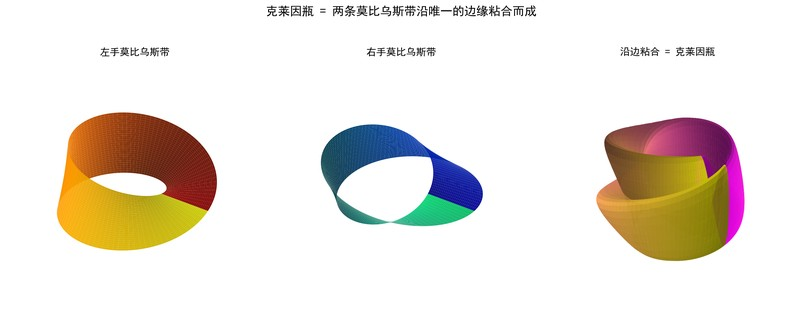 克莱因瓶 = 两条莫比乌斯带沿唯一的边缘粘合而成
左手莫比乌斯带
右手莫比乌斯带
沿边粘合 = 克莱因瓶